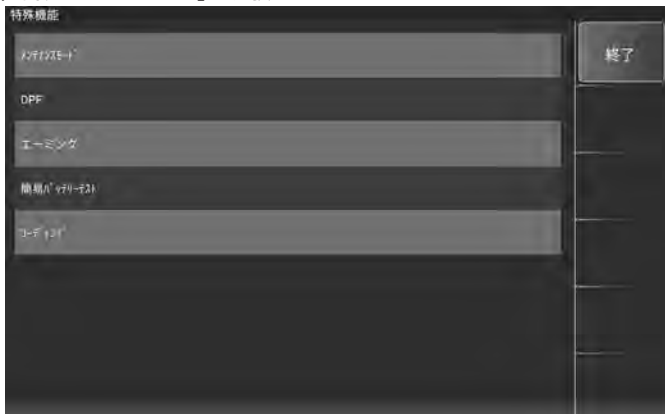 特殊機能
ﾒﾝﾃﾅﾝｽﾓｰﾄﾞ
終了
DPF
エーミング
簡易ﾊﾞｯﾃﾘｰﾃｽﾄ
ｺｰﾃﾞｨﾝｸﾞ